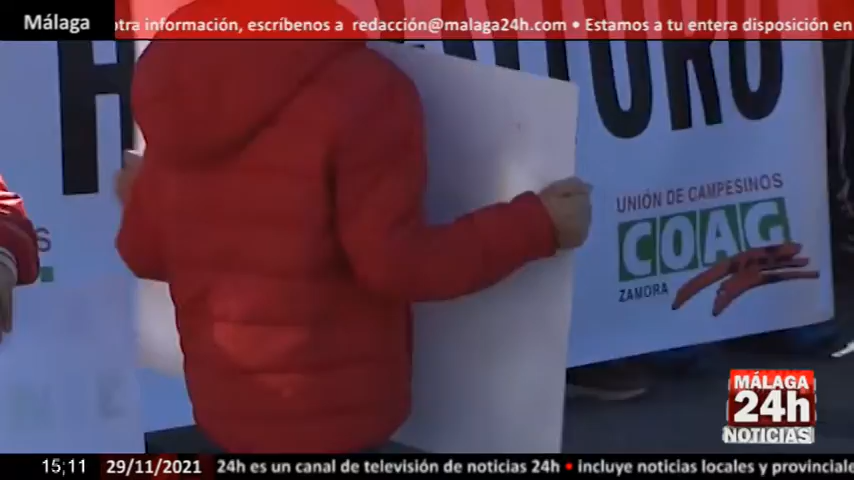 Málaga
otra información, escríbenos a redacción@malaga24h.com • Estamos a tu entera disposición en
UNIÓN DE CAMPESINOS
COAG
ZAMORA
MÁLAGA
24h
NOTICIAS
15:11 29/11/2021 24h es un canal de televisión de noticias 24h • incluye noticias locales y provinciale